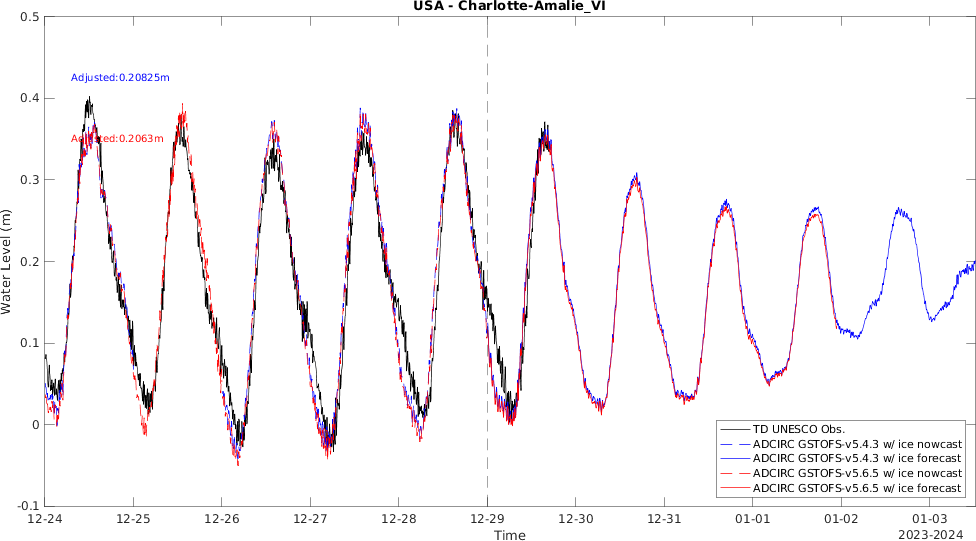 USA - Charlotte-Amalie_VI
0.5
Adjusted:0.20825m
0.4
Adjusted:0.2063m
0.3
Water Level (m)
0.2
0.1
0
TD UNESCO Obs.
ADCIRC GSTOFS-v5.4.3 w/ ice nowcast
ADCIRC GSTOFS-v5.4.3 w/ ice forecast
ADCIRC GSTOFS-v5.6.5 w/ ice nowcast
ADCIRC GSTOFS-v5.6.5 w/ ice forecast
-0.1
12-24 12-25 12-26 12-27 12-28 12-29 12-30 12-31 01-01 01-02 01-03
Time
2023-2024